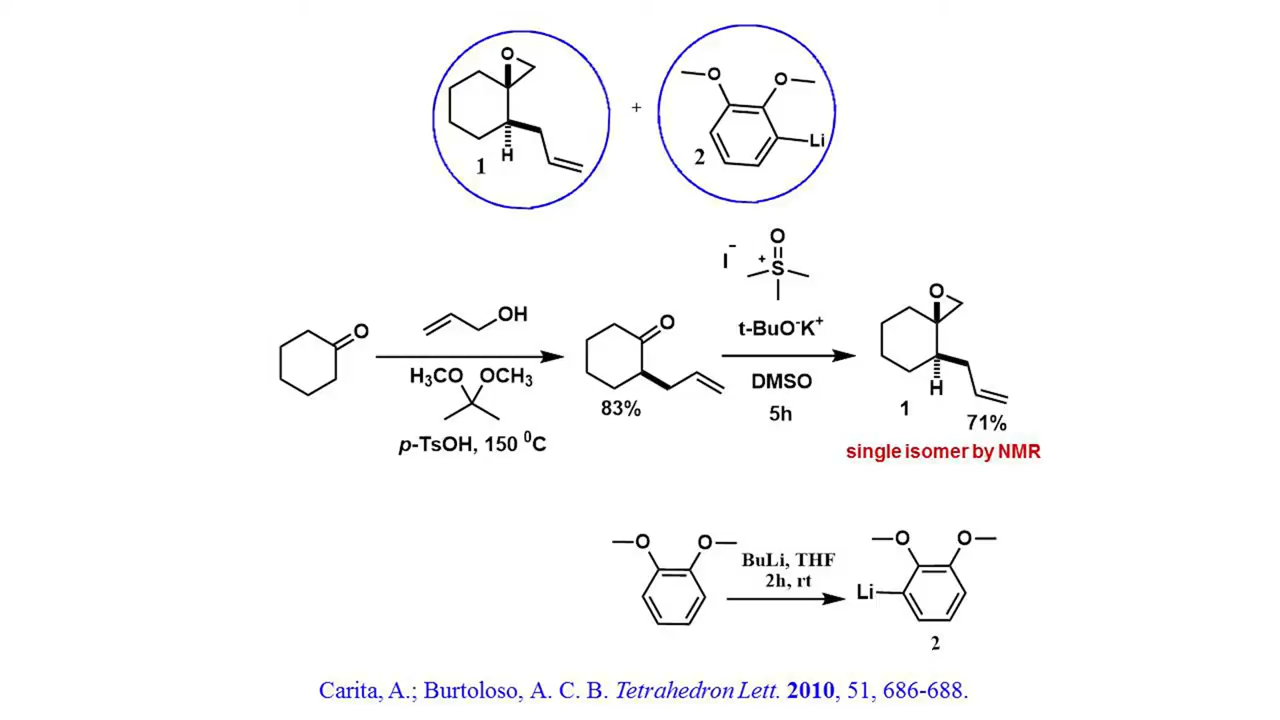 O
O
O
+
H
1
2
Li
O
I⁻
+
S
OH
O
O
O
t-BuO⁻K⁺
H3CO OCH3
DMSO
H
83%
5h
1
71%
p-TsOH, 150 ⁰C
single isomer by NMR
O
O
O
O
BuLi, THF
2h, rt
Li
2
Carita, A.; Burtoloso, A. C. B. Tetrahedron Lett. 2010, 51, 686-688.